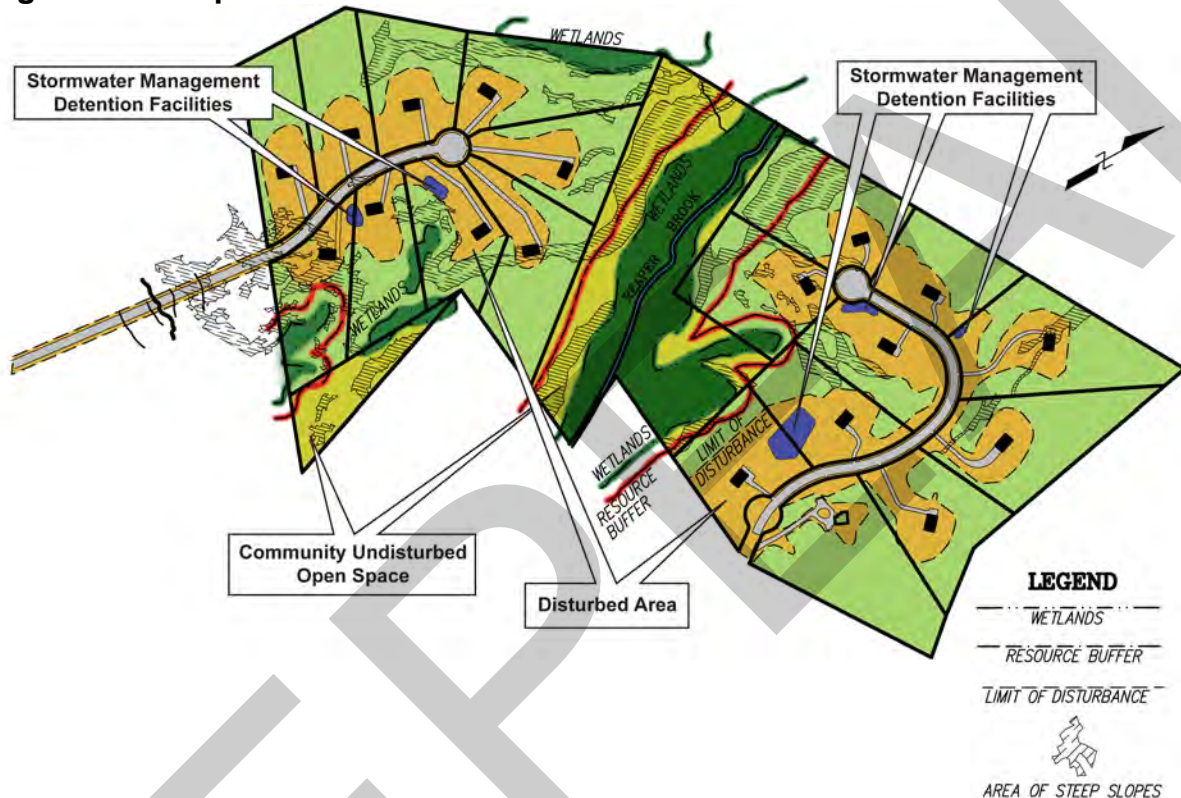 WETLANDS
Stormwater Management
Detention Facilities
Stormwater Management
Detention Facilities
Z
WETLANDS
BROOK
REAPER
WETLANDS
LIMIT OF
DISTURBANCE
WETLANDS
RESOURCE
BUFFER
Community Undisturbed
Open Space
Disturbed Area
LEGEND
WETLANDS
RESOURCE BUFFER
LIMIT OF DISTURBANCE
AREA OF STEEP SLOPES